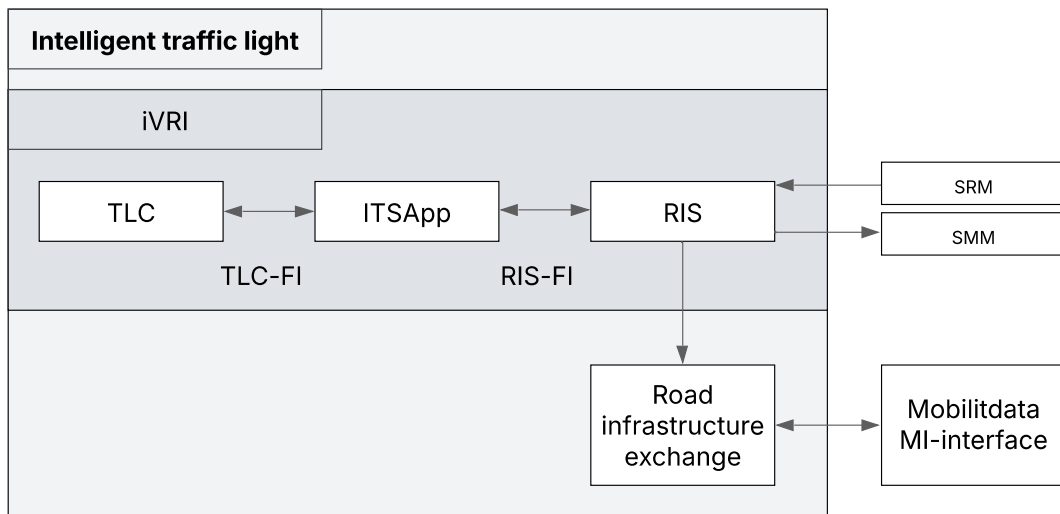 Intelligent traffic light
iVRI
TLC
ITSApp
RIS
SRM
SMM
TLC-FI
RIS-FI
Road
infrastructure
exchange
Mobilitdata
MI-interface